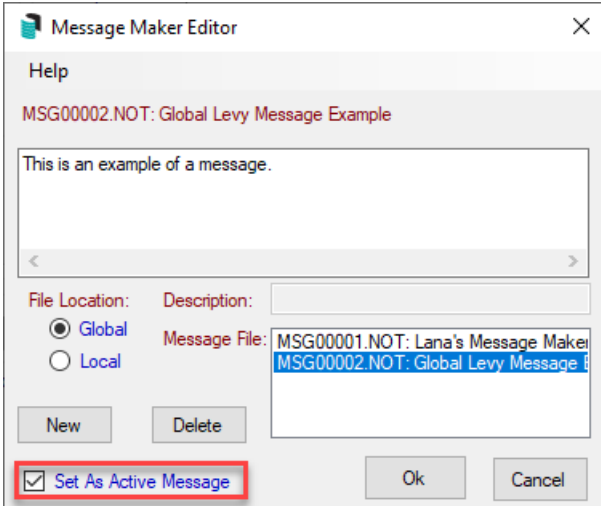 Message Maker Editor
Help
MSG00002.NOT: Global Levy Message Example
This is an example of a message.
File Location:
Description:
Global
Local
Message File:
MSG00001.NOT: Lana's Message Maker
MSG00002.NOT: Global Levy Message E
New
Delete
Set As Active Message
Ok
Cancel